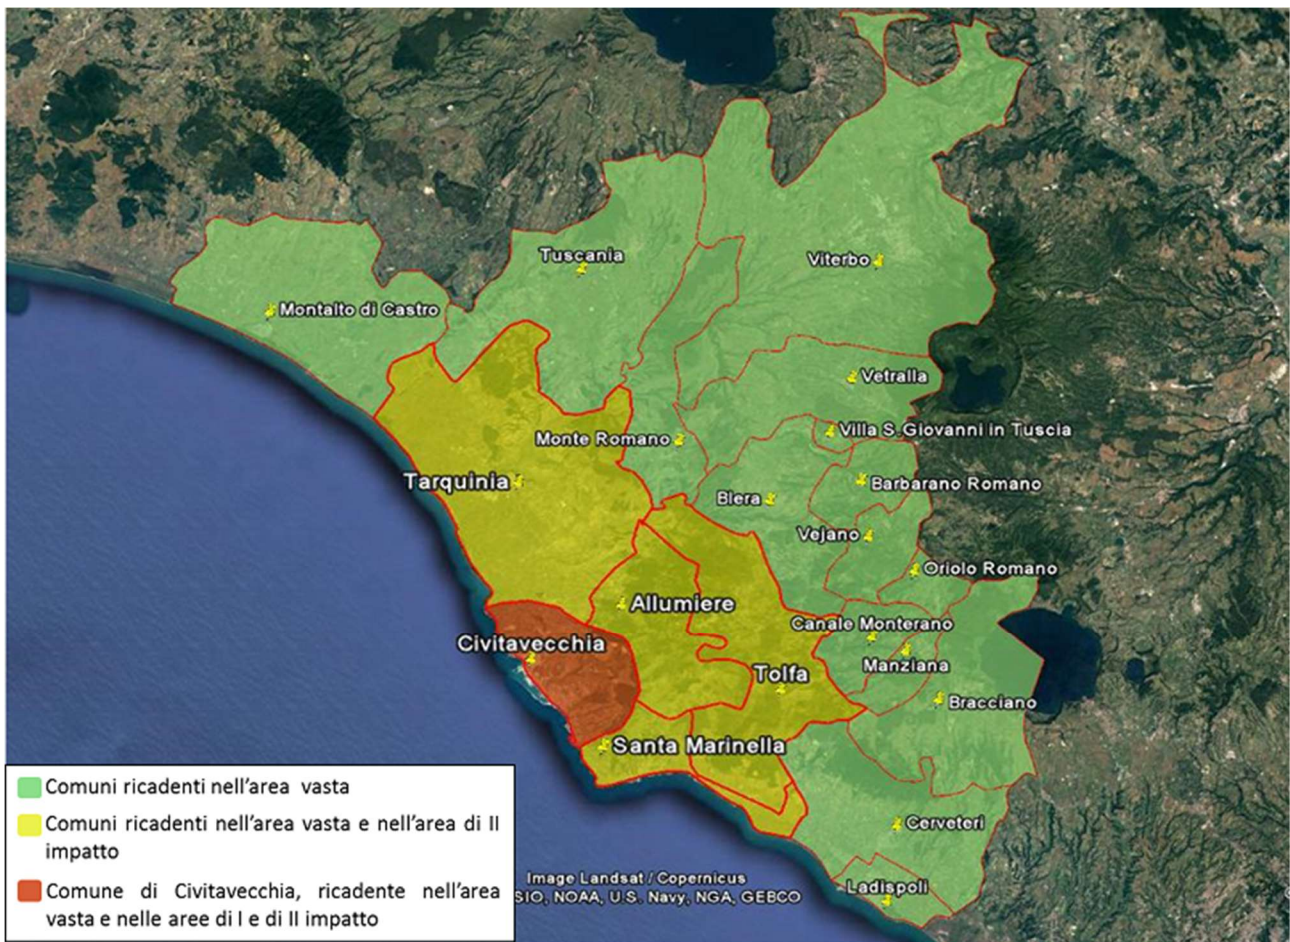 Tuscania
Viterbo
Montalto di Castro
Vetralla
Villa S.Giovanni in Tuscia
Monte Romano
Tarquinia
Barbarano Romano
Blera
Vejano
Oriolo Romano
Allumiere
Canale Monterano
Civitavecchia
Manziana
Tolfa
Bracciano
Santa Marinella
Cerveteri
Ladispoli
Comuni ricadenti nell'area vasta
Comuni ricadenti nell'area vasta e nell'area di II
impatto
Comune di Civitavecchia, ricadente nell'area
vasta e nelle aree di I e di II impatto
Image Landsat / Copernicus
SIO, NOAA, U.S. Navy, NGA, GEBCO